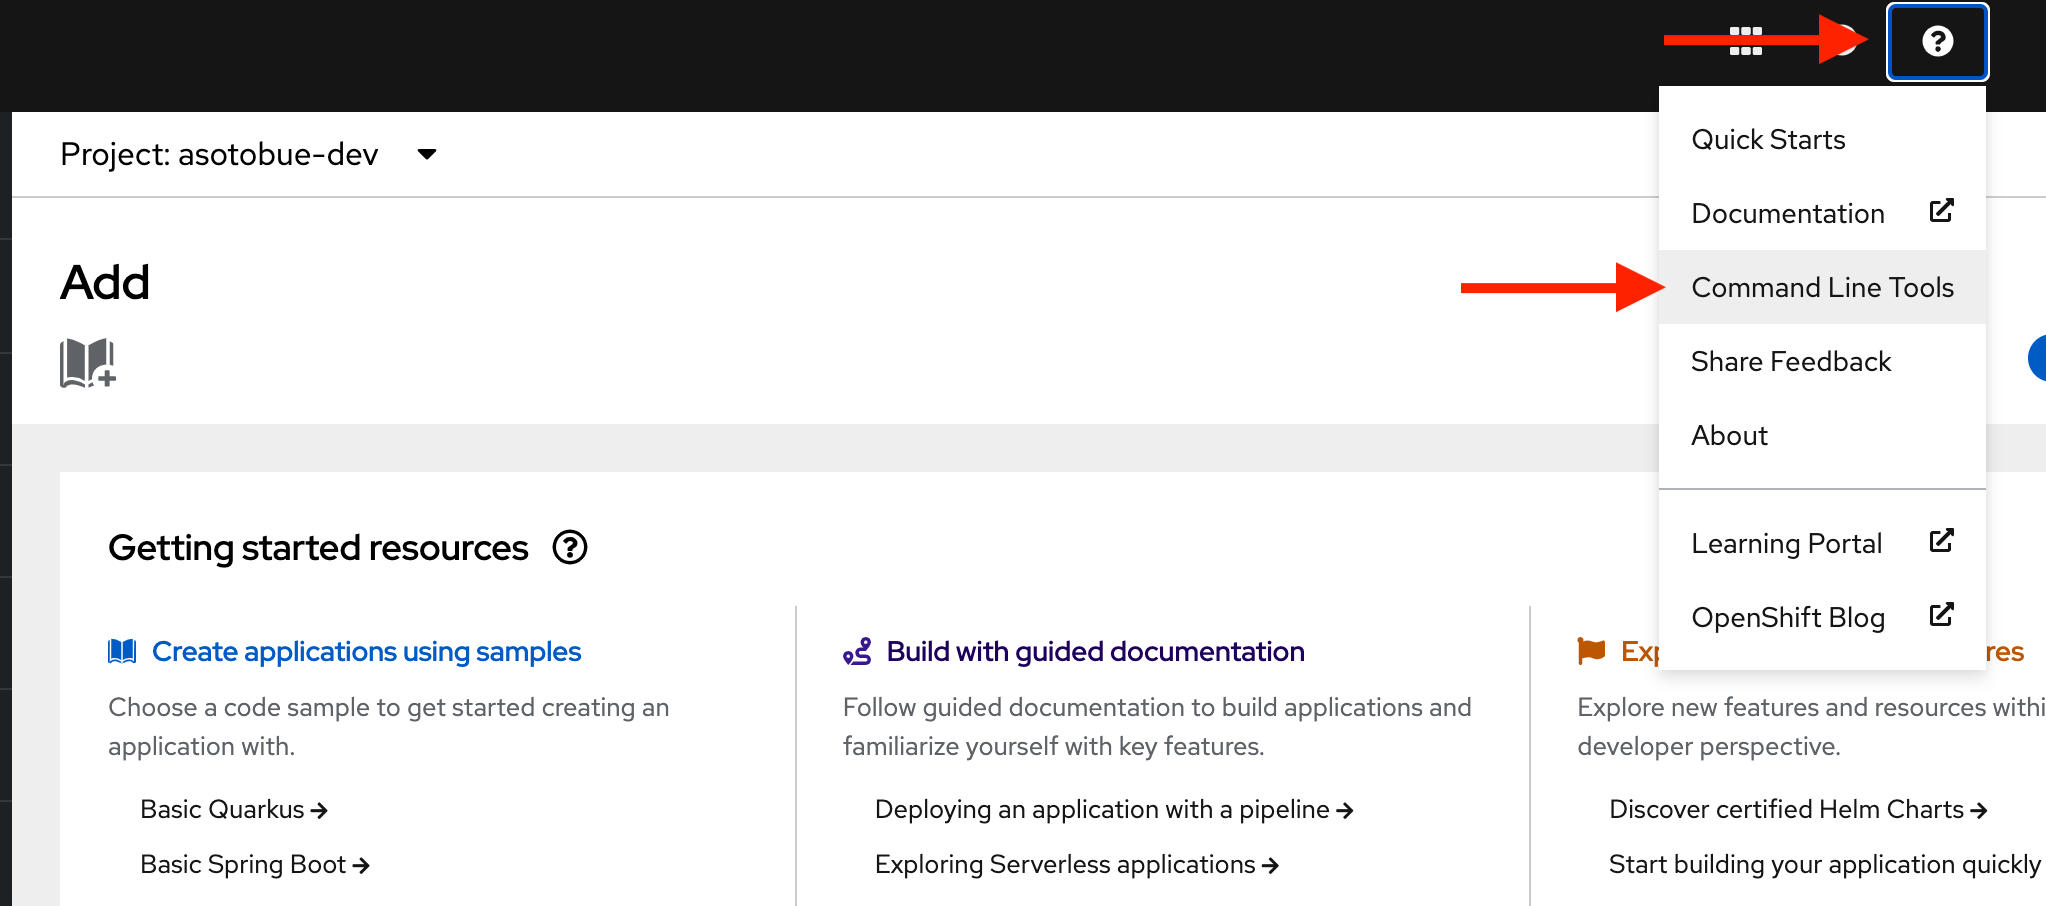 Project: asotobue-dev
Quick Starts
Documentation
Command Line Tools
Share Feedback
About
Learning Portal
OpenShift Blog
Add
Getting started resources
Create applications using samples
Choose a code sample to get started creating an
application with.
Basic Quarkus
Basic Spring Boot
Build with guided documentation
Follow guided documentation to build applications and
familiarize yourself with key features.
Deploying an application with a pipeline
Exploring Serverless applications
Explore new features and resources
developer perspective.
Discover certified Helm Charts
Start building your application quickly